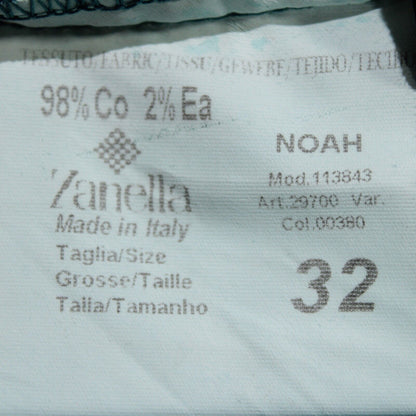 TESSUTO/FABRIC/TISSU/GEWEBE/TEJIDO/TECIDO
98% Co 2% Ea
Zanella
Made in Italy
Taglia/Size
Grosse/Taille
Talla/Tamanho
NOAH
Mod.113843
Art.29700 Var.
Col.00380
32